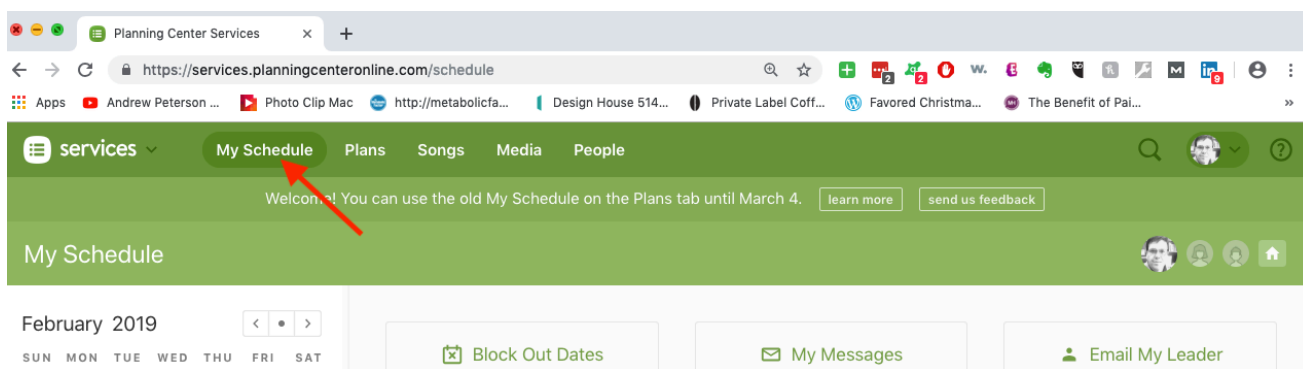 Planning Center Services
https://services.planningcenteronline.com/schedule
2 2 w. 9
Apps Andrew Peterson ... Photo Clip Mac http://metabolicfa... Design House 514... Private Label Coff... Favored Christma... The Benefit of Pai... »
services My Schedule Plans Songs Media People ?
Welcome! You can use the old My Schedule on the Plans tab until March 4. learn more send us feedback
My Schedule
February 2019
SUN MON TUE WED THU FRI SAT
Block Out Dates My Messages Email My Leader